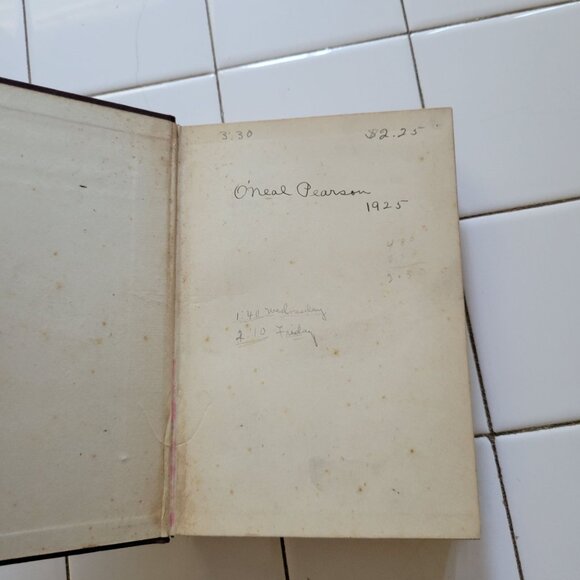 3:30 $2.25
O'Neal Pearson
1925
1:40 Wednesday
2:10 Friday